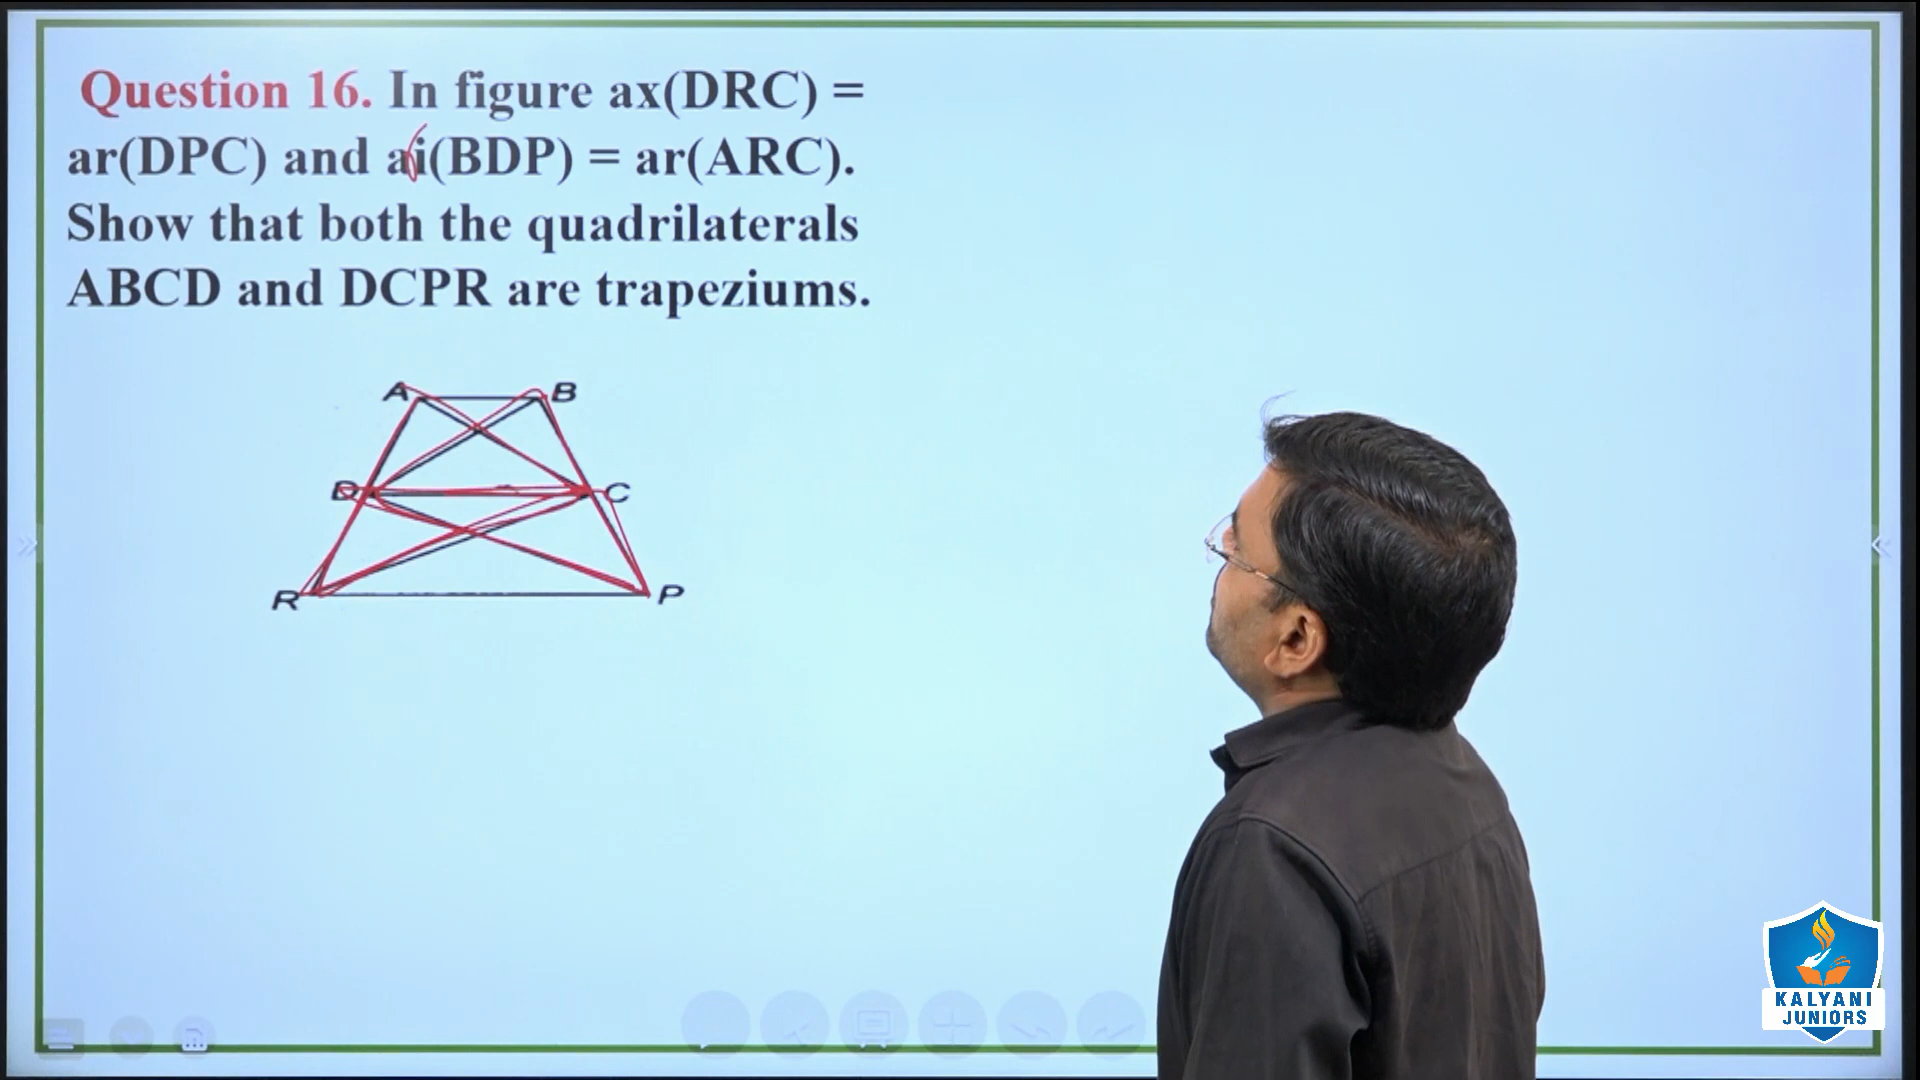 Question 16. In figure ax(DRC) =
ar(DPC) and ai(BDP) = ar(ARC).
Show that both the quadrilaterals
ABCD and DCPR are trapeziums.
A B
D C
R P
KALYANI
JUNIORS